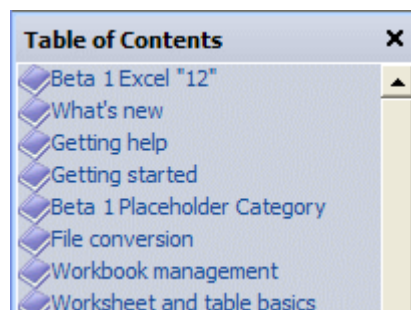 Table of Contents
Beta 1 Excel "12"
What's new
Getting help
Getting started
Beta 1 Placeholder Category
File conversion
Workbook management
Worksheet and table basics